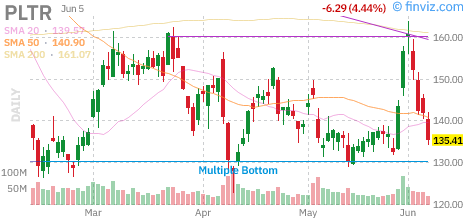 PLTR Jun 5 -6.29 (4.44%) © finviz.com
SMA 20 · 139.57
SMA 50 · 140.90
SMA 200 · 161.07
160.00
150.00
140.00
135.41
130.00
120.00
DAILY
Multiple Bottom
100M
50M
Mar Apr May Jun